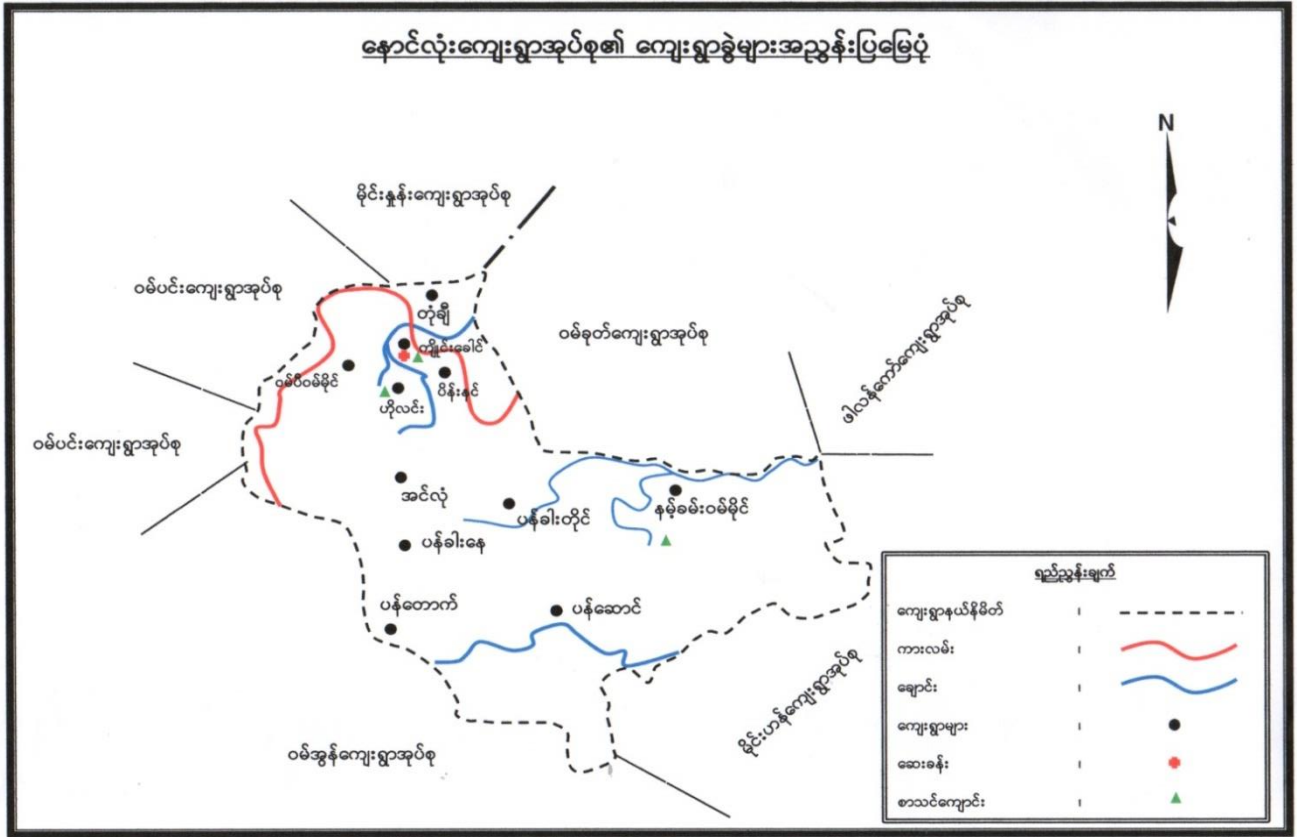 နောင်လုံးကျေးရွာအုပ်စု၏ ကျေးရွာခွဲများအညွှန်းပြမြေပုံ
N
မိုင်းနှုန်းကျေးရွာအုပ်စု
ဝမ်ပင်းကျေးရွာအုပ်စု
တုံချီ
ဝမ်ခုတ်ကျေးရွာအုပ်စု
ဖါလန်ကော်ကျေးရွာအုပ်စု
ကျိုင်းခေါင်
ဝမ်ပီဝမ်မိုင်
ပိန်းနင်
ဟိုလင်း
ဝမ်ပင်းကျေးရွာအုပ်စု
အင်လုံ
နမ့်ခမ်းဝမ်မိုင်
ပန်ခါးတိုင်
ပန်ခါးနေ
ပန်တောက်
ပန်ဆောင်
မိုင်းဟန်ကျေးရွာအုပ်စု
ဝမ်အွန်ကျေးရွာအုပ်စု
ရည်ညွှန်းချက်
ကျေးရွာနယ်နိမိတ် ၊
ကားလမ်း ၊
ချောင်း ၊
ကျေးရွာများ ၊
ဆေးခန်း ၊
စာသင်ကျောင်း ၊